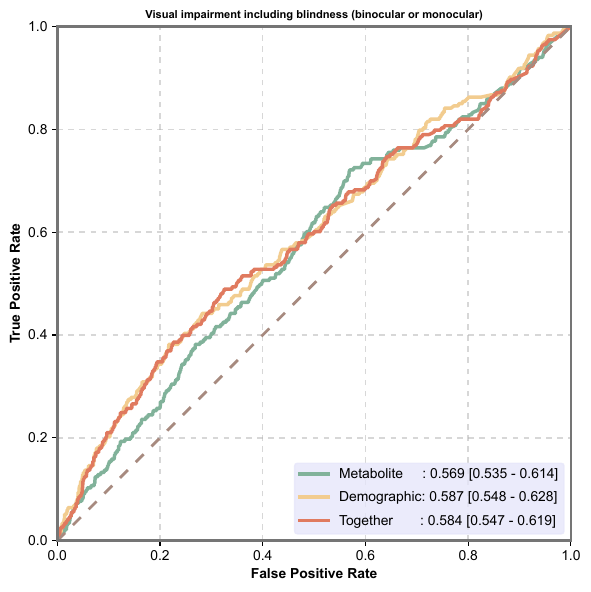 Visual impairment including blindness (binocular or monocular)
True Positive Rate
1.0
0.8
0.6
0.4
0.2
0.0
Metabolite : 0.569 [0.535 - 0.614]
Demographic: 0.587 [0.548 - 0.628]
Together : 0.584 [0.547 - 0.619]
0.0 0.2 0.4 0.6 0.8 1.0
False Positive Rate